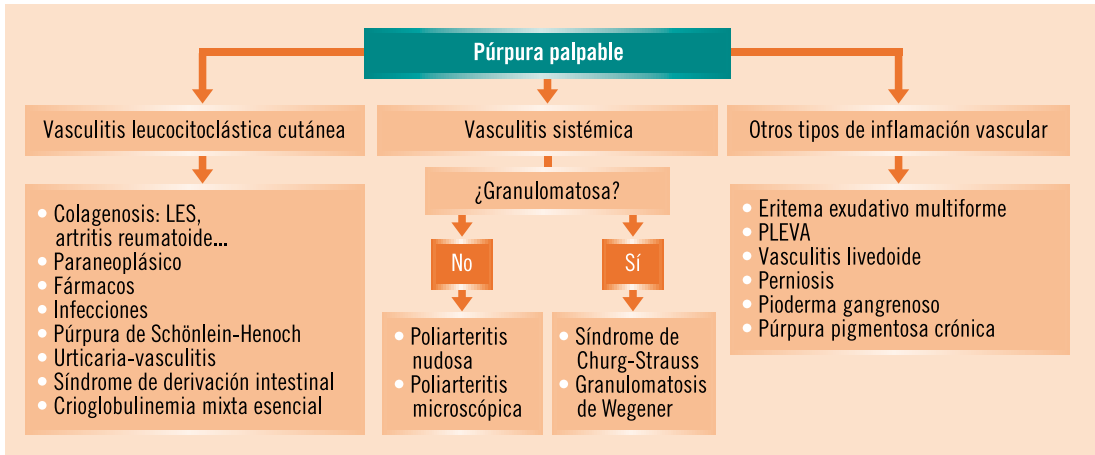 Púrpura palpable
Vasculitis leucocitoclástica cutánea
Vasculitis sistémica
Otros tipos de inflamación vascular
¿Granulomatosa?
No
Sí
• Colagenosis: LES,
artritis reumatoide...
• Paraneoplásico
• Fármacos
• Infecciones
• Púrpura de Schönlein-Henoch
• Urticaria-vasculitis
• Síndrome de derivación intestinal
• Crioglobulinemia mixta esencial
• Poliarteritis
nudosa
• Poliarteritis
microscópica
• Síndrome de
Churg-Strauss
• Granulomatosis
de Wegener
• Eritema exudativo multiforme
• PLEVA
• Vasculitis livedoide
• Perniosis
• Pioderma gangrenoso
• Púrpura pigmentosa crónica